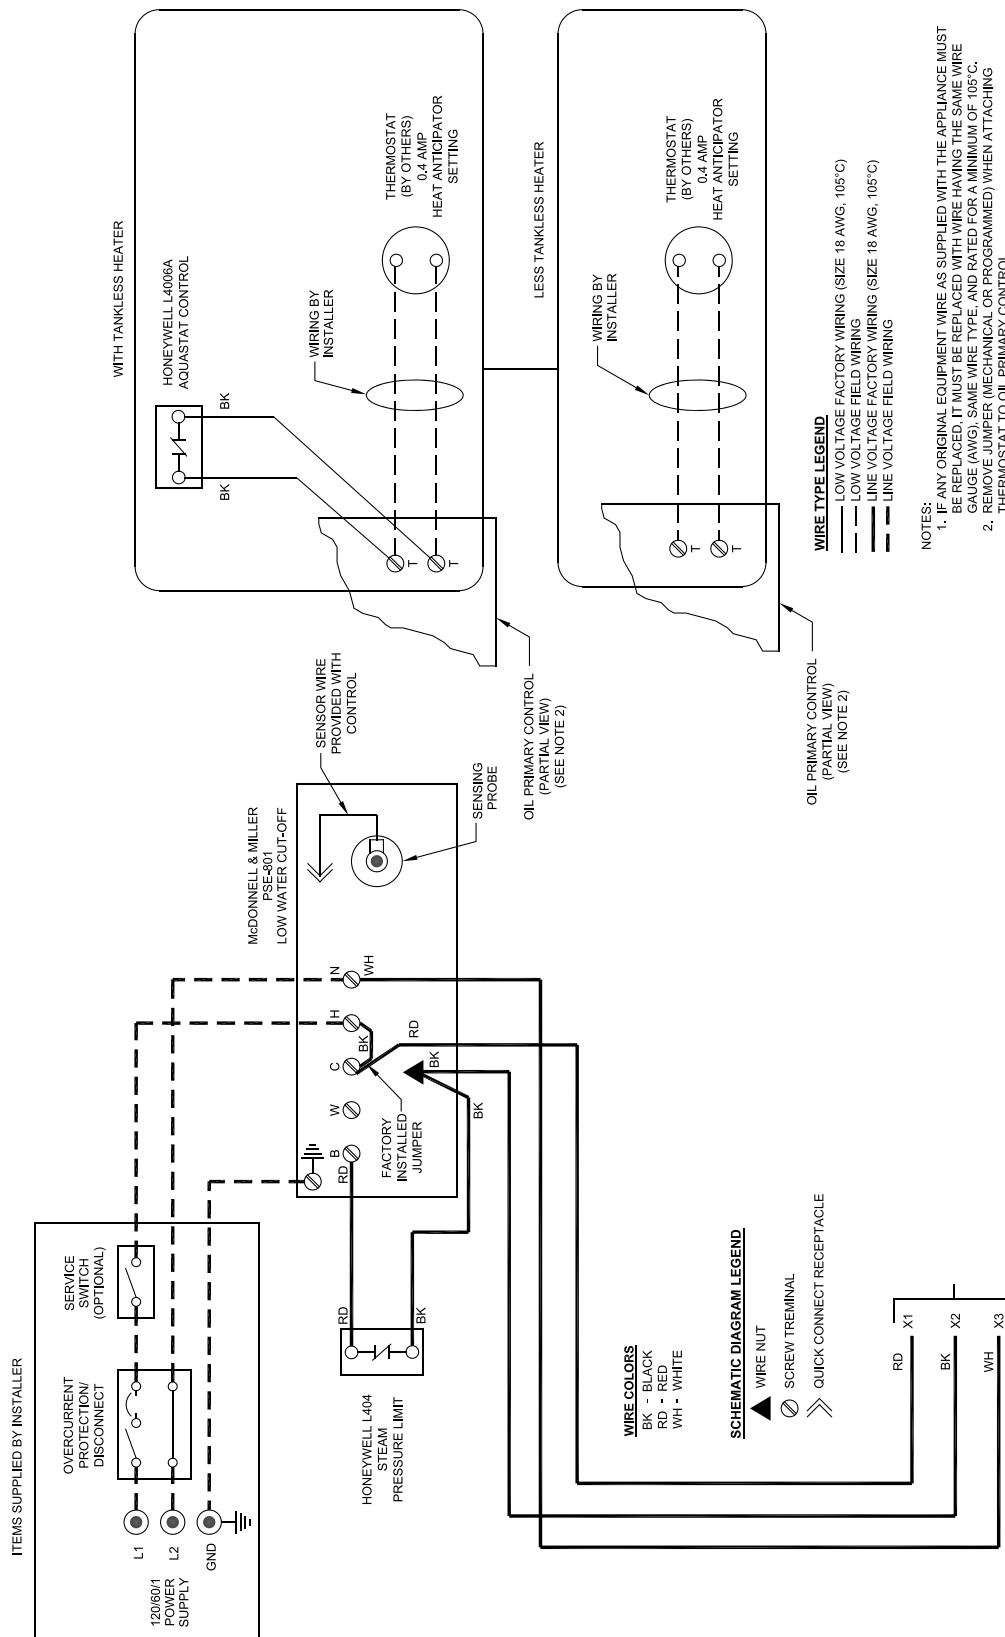 ITEMS SUPPLIED BY INSTALLER
OVERCURRENT
PROTECTION/
DISCONNECT
SERVICE
SWITCH
(OPTIONAL)
L1
L2
GND
120/60/1
POWER
SUPPLY
McDONNELL & MILLER
PSE-801
LOW WATER CUT-OFF
SENSOR WIRE
PROVIDED WITH
CONTROL
SENSING
PROBE
B
W
C
H
N
RD
BK
RD
WH
BK
BK
FACTORY
INSTALLED
JUMPER
RD
BK
HONEYWELL L404
STEAM
PRESSURE LIMIT
WITH TANKLESS HEATER
HONEYWELL L4006A
AQUASTAT CONTROL
BK
BK
WIRING BY
INSTALLER
THERMOSTAT
(BY OTHERS)
0.4 AMP
HEAT ANTICIPATOR
SETTING
T
T
OIL PRIMARY CONTROL
(PARTIAL VIEW)
(SEE NOTE 2)
LESS TANKLESS HEATER
WIRING BY
INSTALLER
THERMOSTAT
(BY OTHERS)
0.4 AMP
HEAT ANTICIPATOR
SETTING
T
T
OIL PRIMARY CONTROL
(PARTIAL VIEW)
(SEE NOTE 2)
WIRE COLORS
BK - BLACK
RD - RED
WH - WHITE
SCHEMATIC DIAGRAM LEGEND
WIRE NUT
SCREW TREMINAL
QUICK CONNECT RECEPTACLE
RD
BK
WH
X1
X2
X3
WIRE TYPE LEGEND
LOW VOLTAGE FACTORY WIRING (SIZE 18 AWG, 105°C)
LOW VOLTAGE FIELD WIRING
LINE VOLTAGE FACTORY WIRING (SIZE 18 AWG, 105°C)
LINE VOLTAGE FIELD WIRING
NOTES:
1. IF ANY ORIGINAL EQUIPMENT WIRE AS SUPPLIED WITH THE APPLIANCE MUST
BE REPLACED, IT MUST BE REPLACED WITH WIRE HAVING THE SAME WIRE
GAUGE (AWG), SAME WIRE TYPE, AND RATED FOR A MINIMUM OF 105°C.
2. REMOVE JUMPER (MECHANICAL OR PROGRAMMED) WHEN ATTACHING
THERMOSTAT TO OIL PRIMARY CONTROL